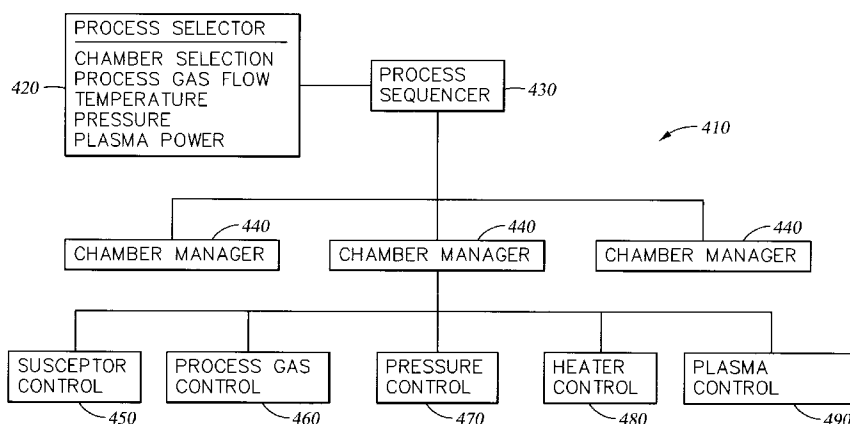 PROCESS SELECTOR
CHAMBER SELECTION
PROCESS GAS FLOW
TEMPERATURE
PRESSURE
PLASMA POWER
420
PROCESS
SEQUENCER
430
410
440
CHAMBER MANAGER
440
CHAMBER MANAGER
440
CHAMBER MANAGER
SUSCEPTOR
CONTROL
450
PROCESS GAS
CONTROL
460
PRESSURE
CONTROL
470
HEATER
CONTROL
480
PLASMA
CONTROL
490